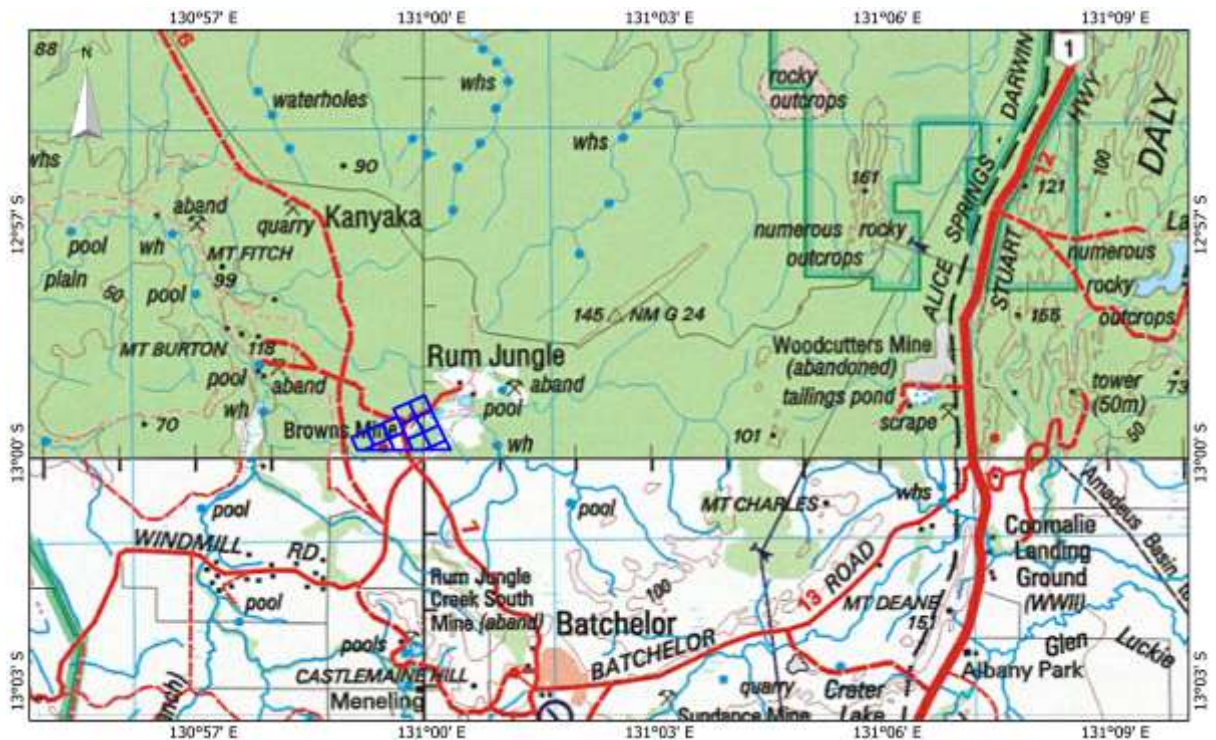 130°57' E 131°00' E 131°03' E 131°06' E 131°09' E
88
N
6
whs
waterholes
rocky
outcrops
1
DARWIN
HWY
DALY
whs
whs
90
161
12
100
121
aband
quarry
Kanyaka
12°57' S
12°57' S
pool
wh
MT FITCH
numerous rocky
outcrops
ALICE SPRINGS -
STUART
La
numerous
plain
50
99
pool
rocky
outcrops
145 NM G 24
155
MT BURTON
118
Rum Jungle
Woodcutters Mine
(abandoned)
pool
aband
aband
pool
tailings pond
tower
(50m)
73
wh
70
Browns Mine
scrape
101
50
wh
13°00' S
13°00' S
pool
pool
MT CHARLES
whs
Amadeus
Basin
to
WINDMILL RD
7
Coomalie
Landing
Ground
(WWII)
Rum Jungle
Creek South
Mine (aband)
100
13
ROAD
pool
MT DEANE
151
Batchelor
BATCHELOR
Glen Luckie
pools
Albany Park
CASTLEMAINE HILL
13°03' S
13°03' S
Meneling
quarry
Crater
Lake
Sundance Mine
130°57' E 131°00' E 131°03' E 131°06' E 131°09' E